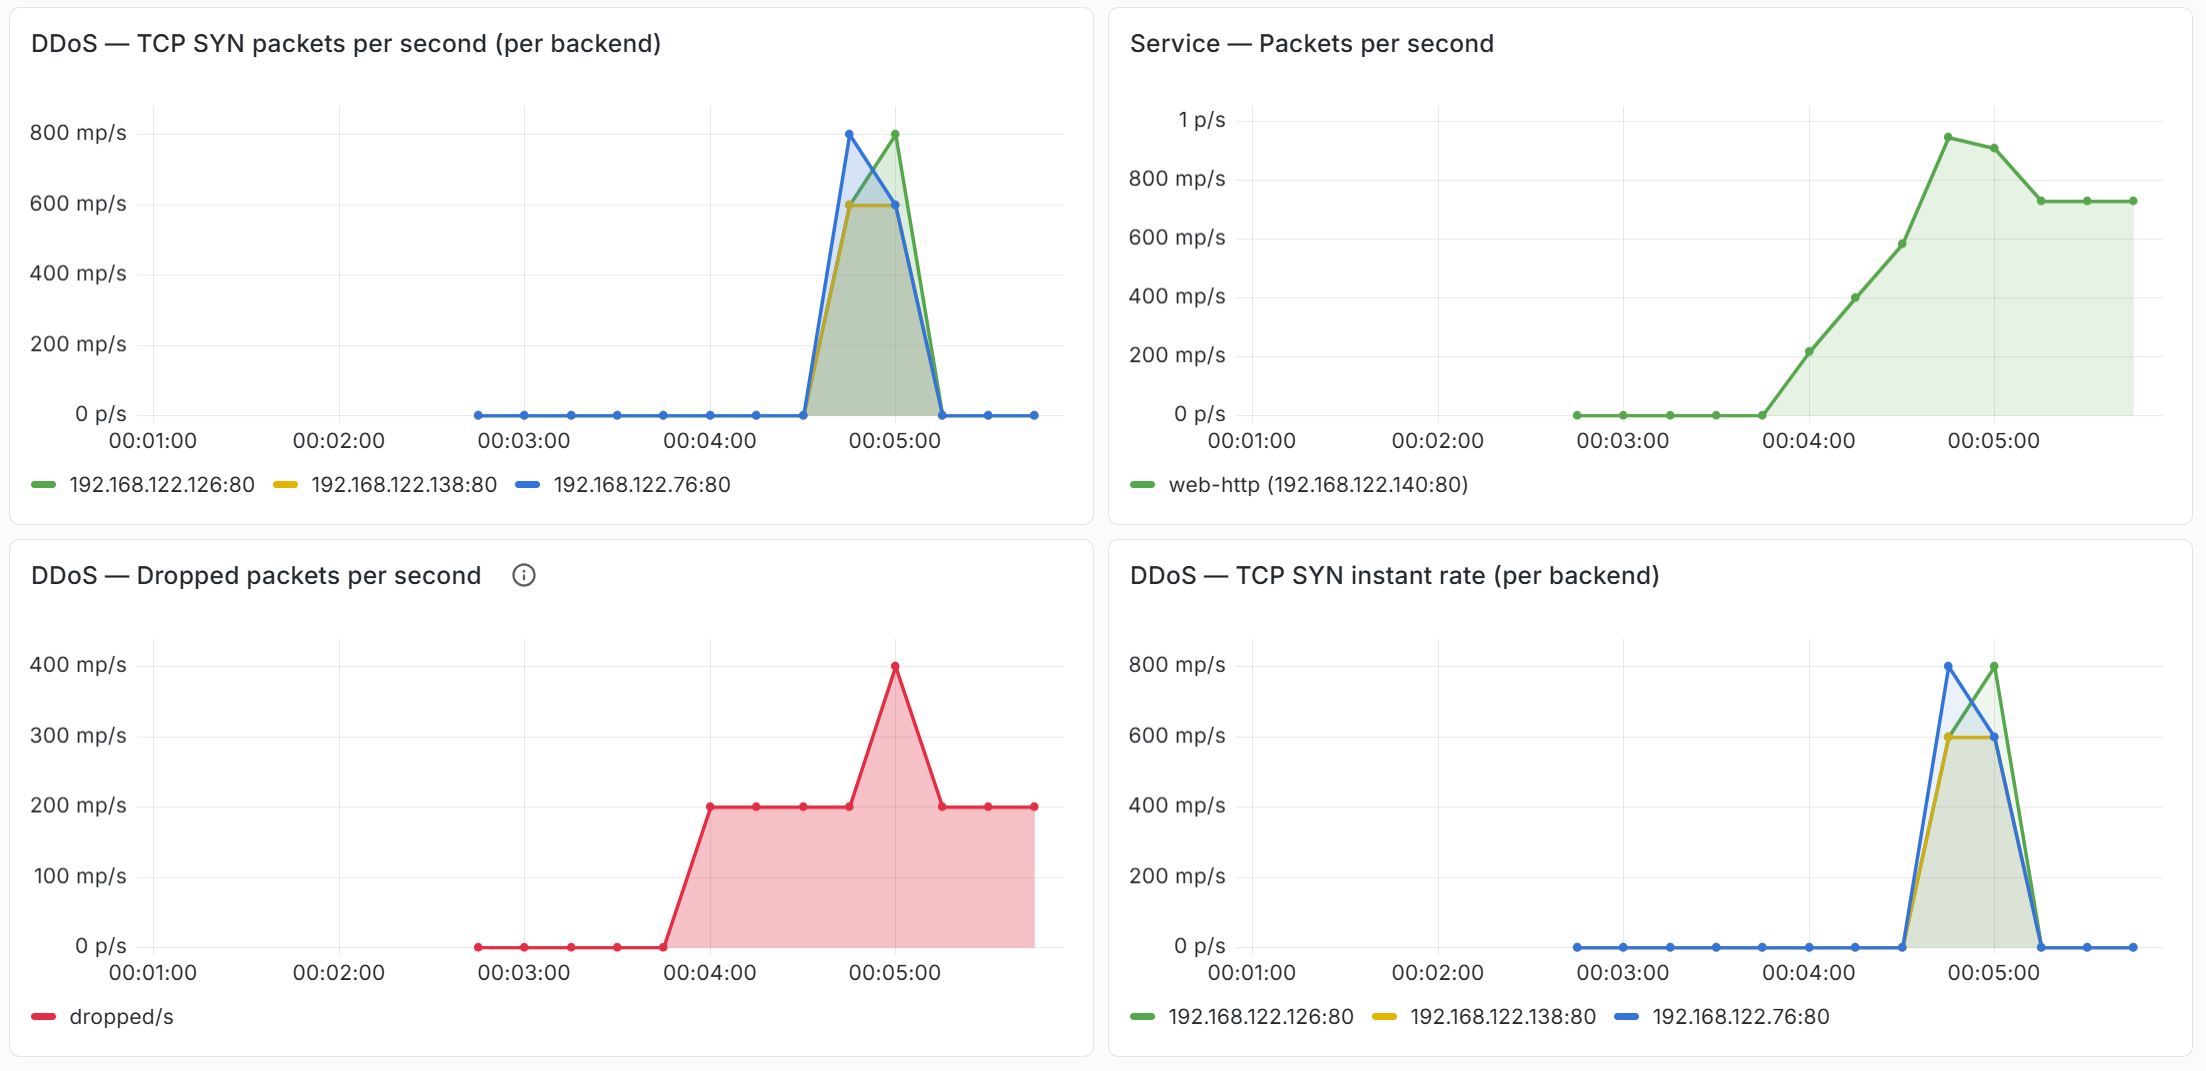 DDoS — TCP SYN packets per second (per backend)
800 mp/s
600 mp/s
400 mp/s
200 mp/s
0 p/s
00:01:00 00:02:00 00:03:00 00:04:00 00:05:00
192.168.122.126:80 192.168.122.138:80 192.168.122.76:80
Service — Packets per second
1 p/s
800 mp/s
600 mp/s
400 mp/s
200 mp/s
0 p/s
00:01:00 00:02:00 00:03:00 00:04:00 00:05:00
web-http (192.168.122.140:80)
DDoS — Dropped packets per second
400 mp/s
300 mp/s
200 mp/s
100 mp/s
0 p/s
00:01:00 00:02:00 00:03:00 00:04:00 00:05:00
dropped/s
DDoS — TCP SYN instant rate (per backend)
800 mp/s
600 mp/s
400 mp/s
200 mp/s
0 p/s
00:01:00 00:02:00 00:03:00 00:04:00 00:05:00
192.168.122.126:80 192.168.122.138:80 192.168.122.76:80